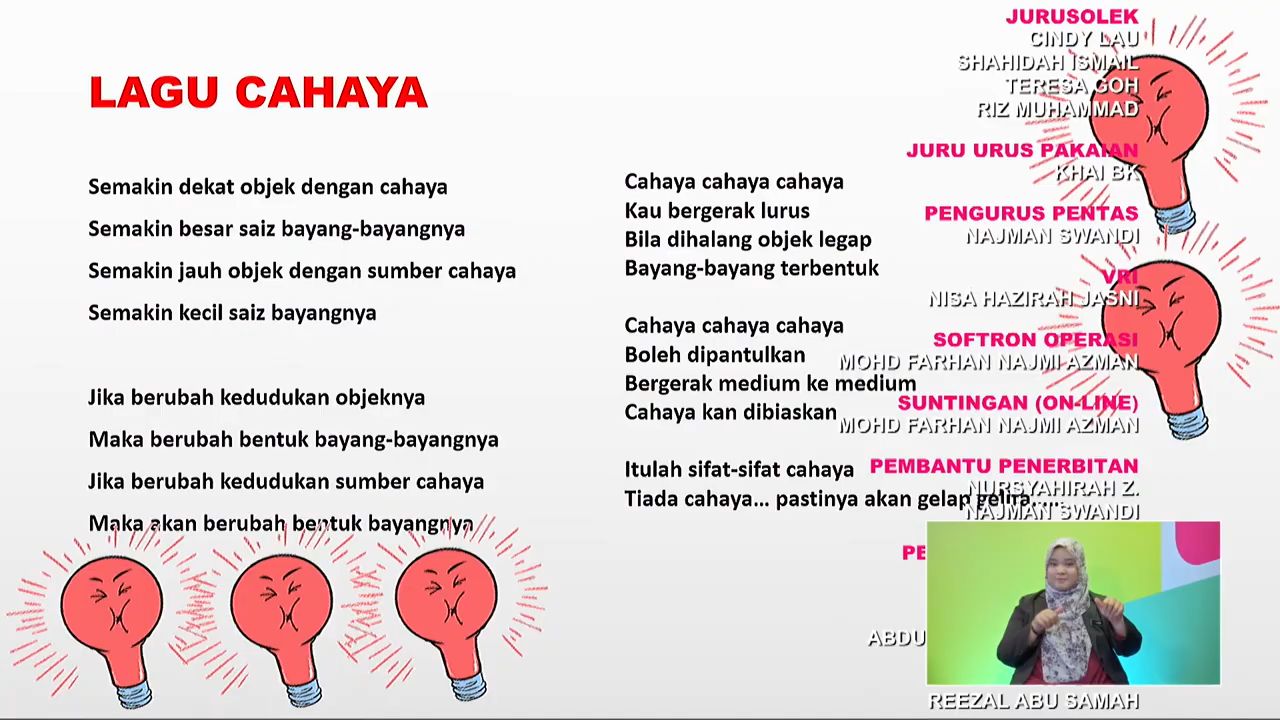 LAGU CAHAYA
Semakin dekat objek dengan cahaya
Semakin besar saiz bayang-bayangnya
Semakin jauh objek dengan sumber cahaya
Semakin kecil saiz bayangnya
Jika berubah kedudukan objeknya
Maka berubah bentuk bayang-bayangnya
Jika berubah kedudukan sumber cahaya
Maka akan berubah bentuk bayangnya
Cahaya cahaya cahaya
Kau bergerak lurus
Bila dihalang objek legap
Bayang-bayang terbentuk
Cahaya cahaya cahaya
Boleh dipantulkan
Bergerak medium ke medium
Cahaya kan dibiaskan
Itulah sifat-sifat cahaya
Tiada cahaya... pastinya akan gelap gelita.....
JURUSOLEK
CINDY LAU
SHAHIDAH ISMAIL
TERESA GOH
RIZ MUHAMMAD
JURU URUS PAKAIAN
KHAI BK
PENGURUS PENTAS
NAJMAN SWANDI
VRI
NISA HAZIRAH JASNI
SOFTRON OPERASI
MOHD FARHAN NAJMI AZMAN
SUNTINGAN (ON-LINE)
MOHD FARHAN NAJMI AZMAN
PEMBANTU PENERBITAN
NURSYAHIRAH Z.
NAJMAN SWANDI
REEZAL ABU SAMAH